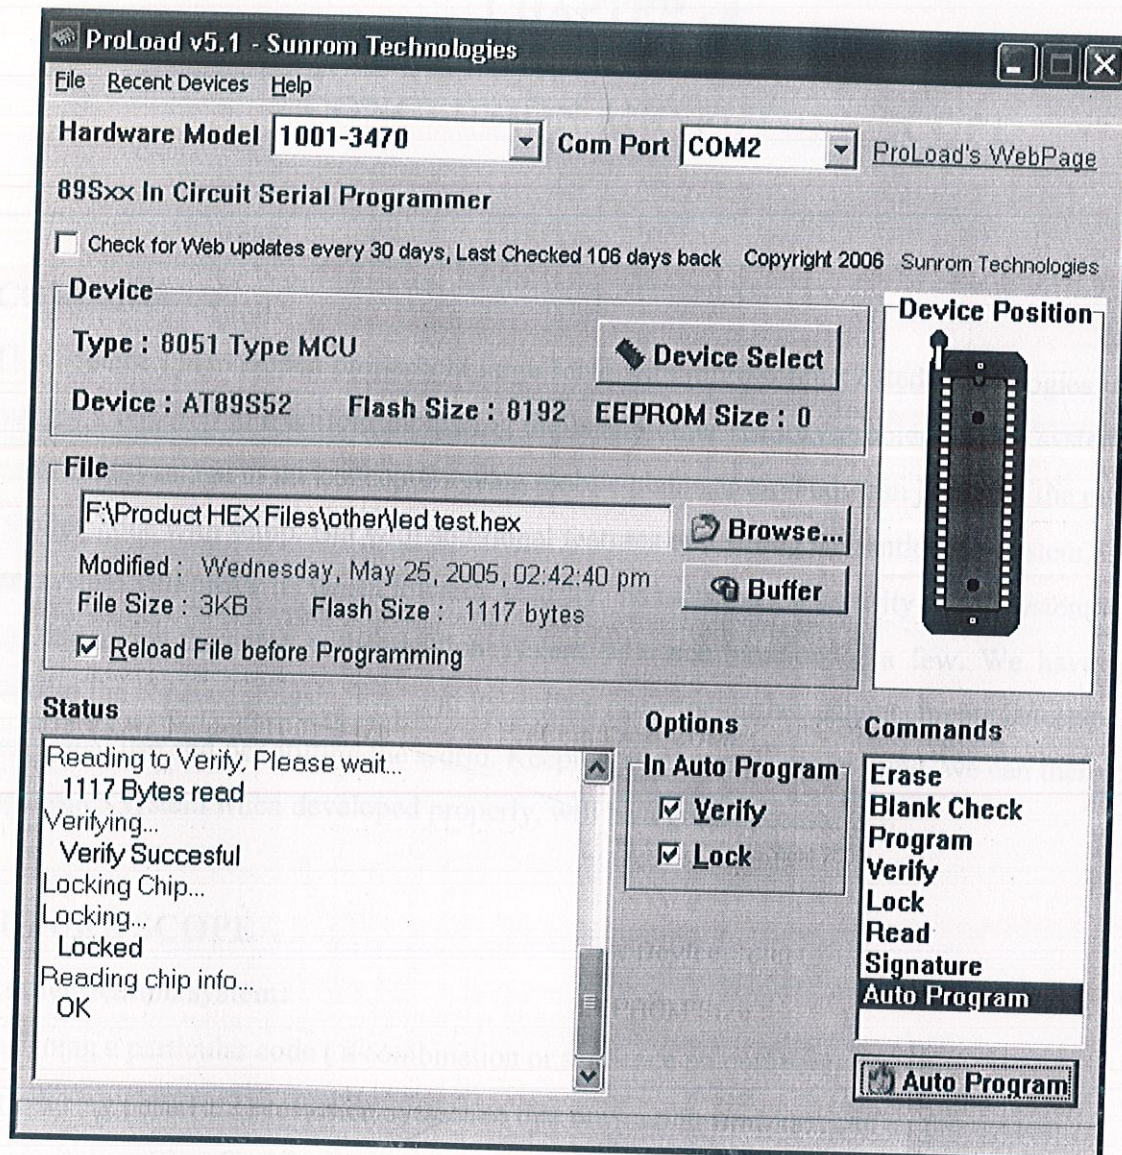 ProLoad v5.1 - Sunrom Technologies
File Recent Devices Help
Hardware Model 1001-3470 Com Port COM2 ProLoad's WebPage
89Sxx In Circuit Serial Programmer
Check for Web updates every 30 days, Last Checked 106 days back Copyright 2006 Sunrom Technologies
Device
Type : 8051 Type MCU
Device Select
Device : AT89S52 Flash Size : 8192 EEPROM Size : 0
Device Position
File
F:\Product HEX Files\other\led test.hex
Browse...
Modified : Wednesday, May 25, 2005, 02:42:40 pm
Buffer
File Size : 3KB Flash Size : 1117 bytes
Reload File before Programming
Status
Reading to Verify, Please wait...
1117 Bytes read
Verifying...
Verify Succesful
Locking Chip...
Locking...
Locked
Reading chip info...
OK
Options
In Auto Program
Verify
Lock
Commands
Erase
Blank Check
Program
Verify
Lock
Read
Signature
Auto Program
Auto Program